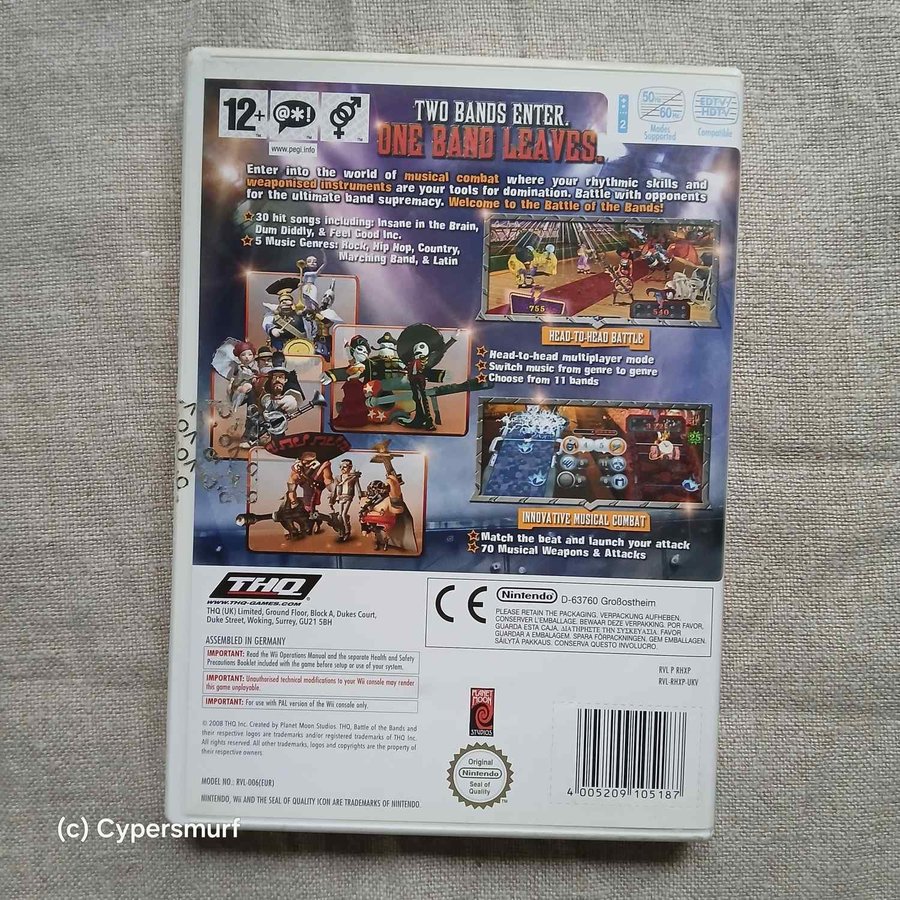 12+
@*!
www.pegi.info
TWO BANDS ENTER.
ONE BAND LEAVES.
2
50Hz
60Hz
Modes
Supported
EDTV
HDTV
Compatible
Enter into the world of musical combat where your rhythmic skills and
weaponised instruments are your tools for domination. Battle with opponents
for the ultimate band supremacy. Welcome to the Battle of the Bands!
30 hit songs including: Insane in the Brain,
Dum Diddly, & Feel Good Inc.
5 Music Genres: Rock, Hip Hop, Country,
Marching Band, & Latin
755
540
HEAD-TO-HEAD BATTLE
Head-to-head multiplayer mode
Switch music from genre to genre
Choose from 11 bands
INNOVATIVE MUSICAL COMBAT
Match the beat and launch your attack
70 Musical Weapons & Attacks
THQ
WWW.THQ-GAMES.COM
THQ (UK) Limited, Ground Floor, Block A, Dukes Court,
Duke Street, Woking, Surrey, GU21 5BH
ASSEMBLED IN GERMANY
IMPORTANT: Read the Wii Operations Manual and the separate Health and Safety
Precautions Booklet included with the game before setup or use of your system.
IMPORTANT: Unauthorised technical modifications to your Wii console may render
this game unplayable.
IMPORTANT: For use with PAL version of the Wii console only.
© 2008 THQ Inc. Created by Planet Moon Studios. THQ, Battle of the Bands and
their respective logos are trademarks and/or registered trademarks of THQ Inc.
All rights reserved. All other trademarks, logos and copyrights are the property of
their respective owners.
MODEL NO.: RVL-006(EUR)
NINTENDO, Wii AND THE SEAL OF QUALITY ICON ARE TRADEMARKS OF NINTENDO.
CE
Nintendo D-63760 Großostheim
PLEASE RETAIN THE PACKAGING. VERPACKUNG AUFHEBEN.
CONSERVER L'EMBALLAGE. BEWAAR DEZE VERPAKKING. POR FAVOR,
GUARDA ESTA CAJA. ΔΙΑΤΗΡΗΣΤΕ ΤΗΝ ΣΥΣΚΕΥΑΣΙΑ. FAVOR
GUARDAR A EMBALAGEM. SPARA FÖRPACKNINGEN. GEM EMBALLAGEN.
SÄILYTÄ PAKKAUS. CONSERVA QUESTO INVOLUCRO.
RVL P RHXP
RVL-RHXP-UKV
PLANET
MOON
STUDIOS
Original
Nintendo
Seal of
Quality
TM
4 005209 105187
(c) Cypersmurf